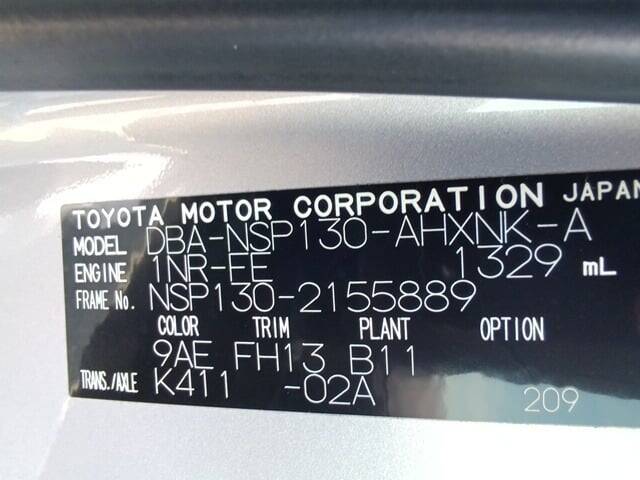 TOYOTA MOTOR CORPORATION JAPAN
MODEL DBA-NSP130-AHXNK-A
ENGINE 1NR-EE 1329 mL
FRAME No. NSP130-2155889
COLOR TRIM PLANT OPTION
9AE FH13 B11
TRANS./AXLE K411 -02A 209